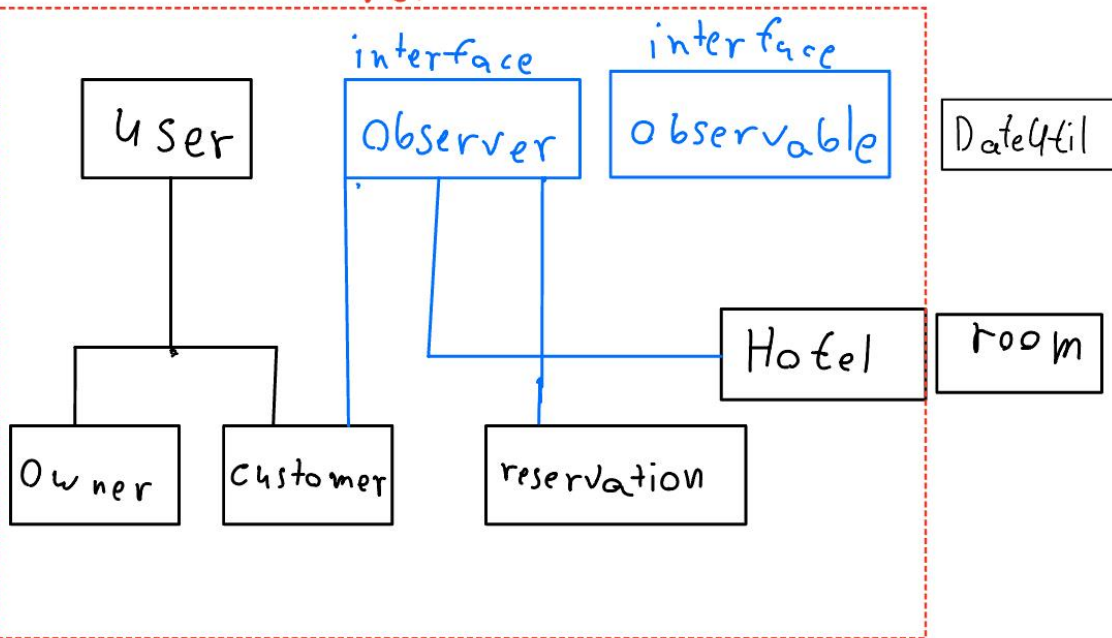 interface
interface
User
Observer
observable
DateUtil
Hotel
room
Owner
customer
reservation